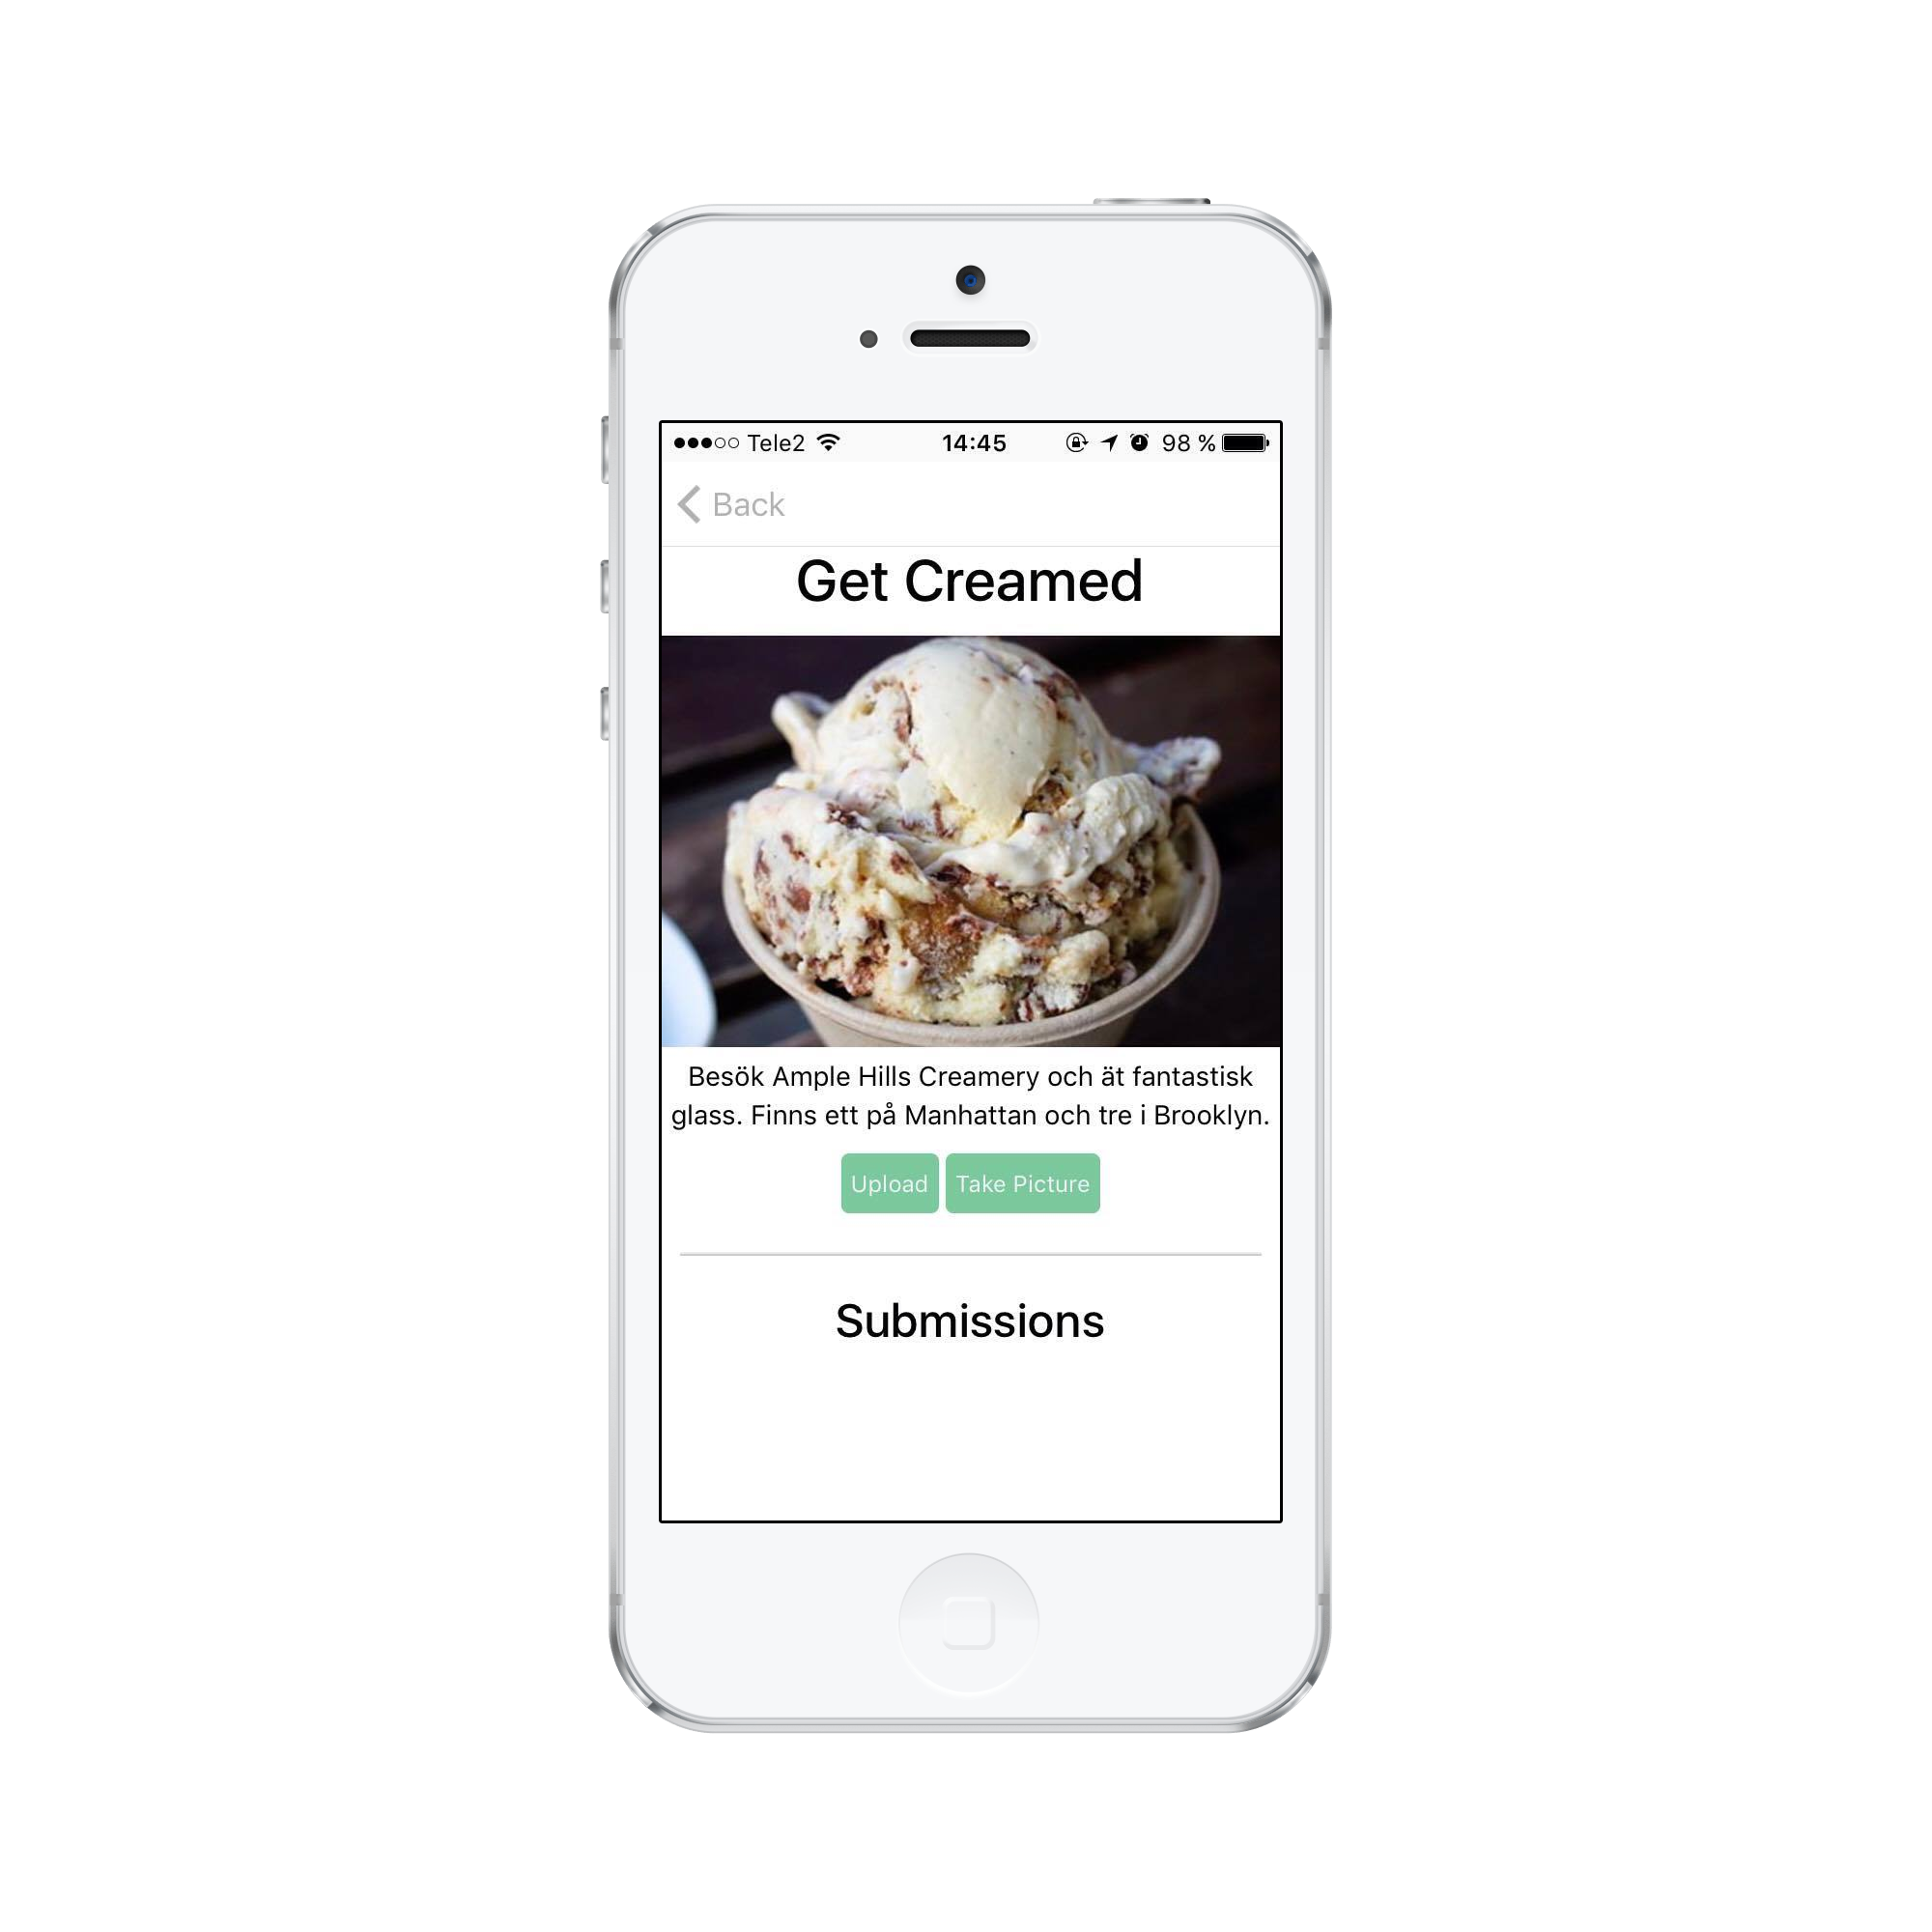 Tele2 14:45 98 %
Back
Get Creamed
Besök Ample Hills Creamery och ät fantastisk
glass. Finns ett på Manhattan och tre i Brooklyn.
Upload Take Picture
Submissions